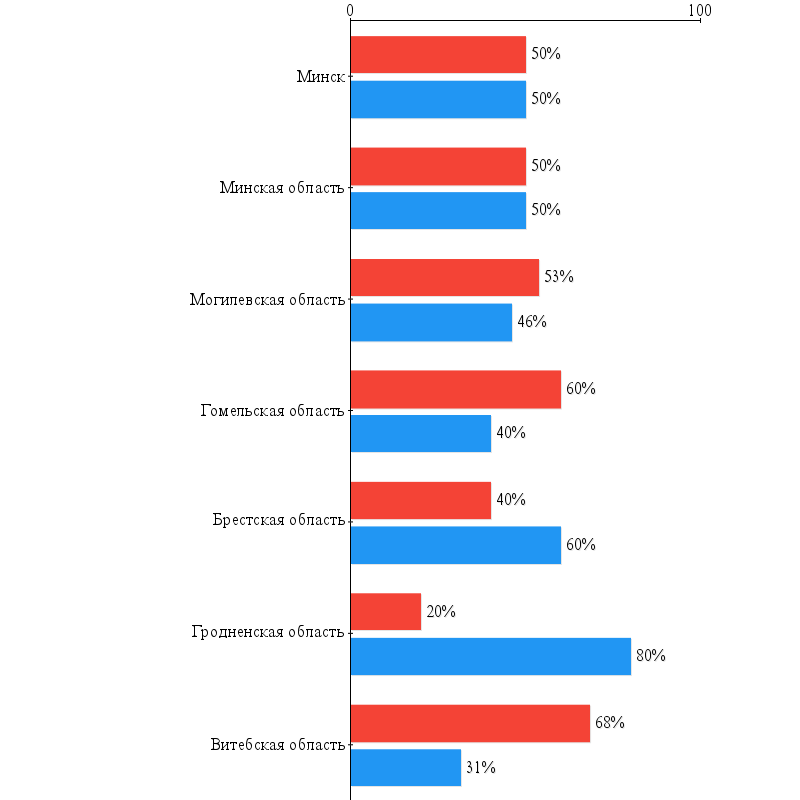 0 100
50%
Минск
50%
50%
Минская область
50%
53%
Могилевская область
46%
60%
Гомельская область
40%
40%
Брестская область
60%
20%
Гродненская область
80%
68%
Витебская область
31%